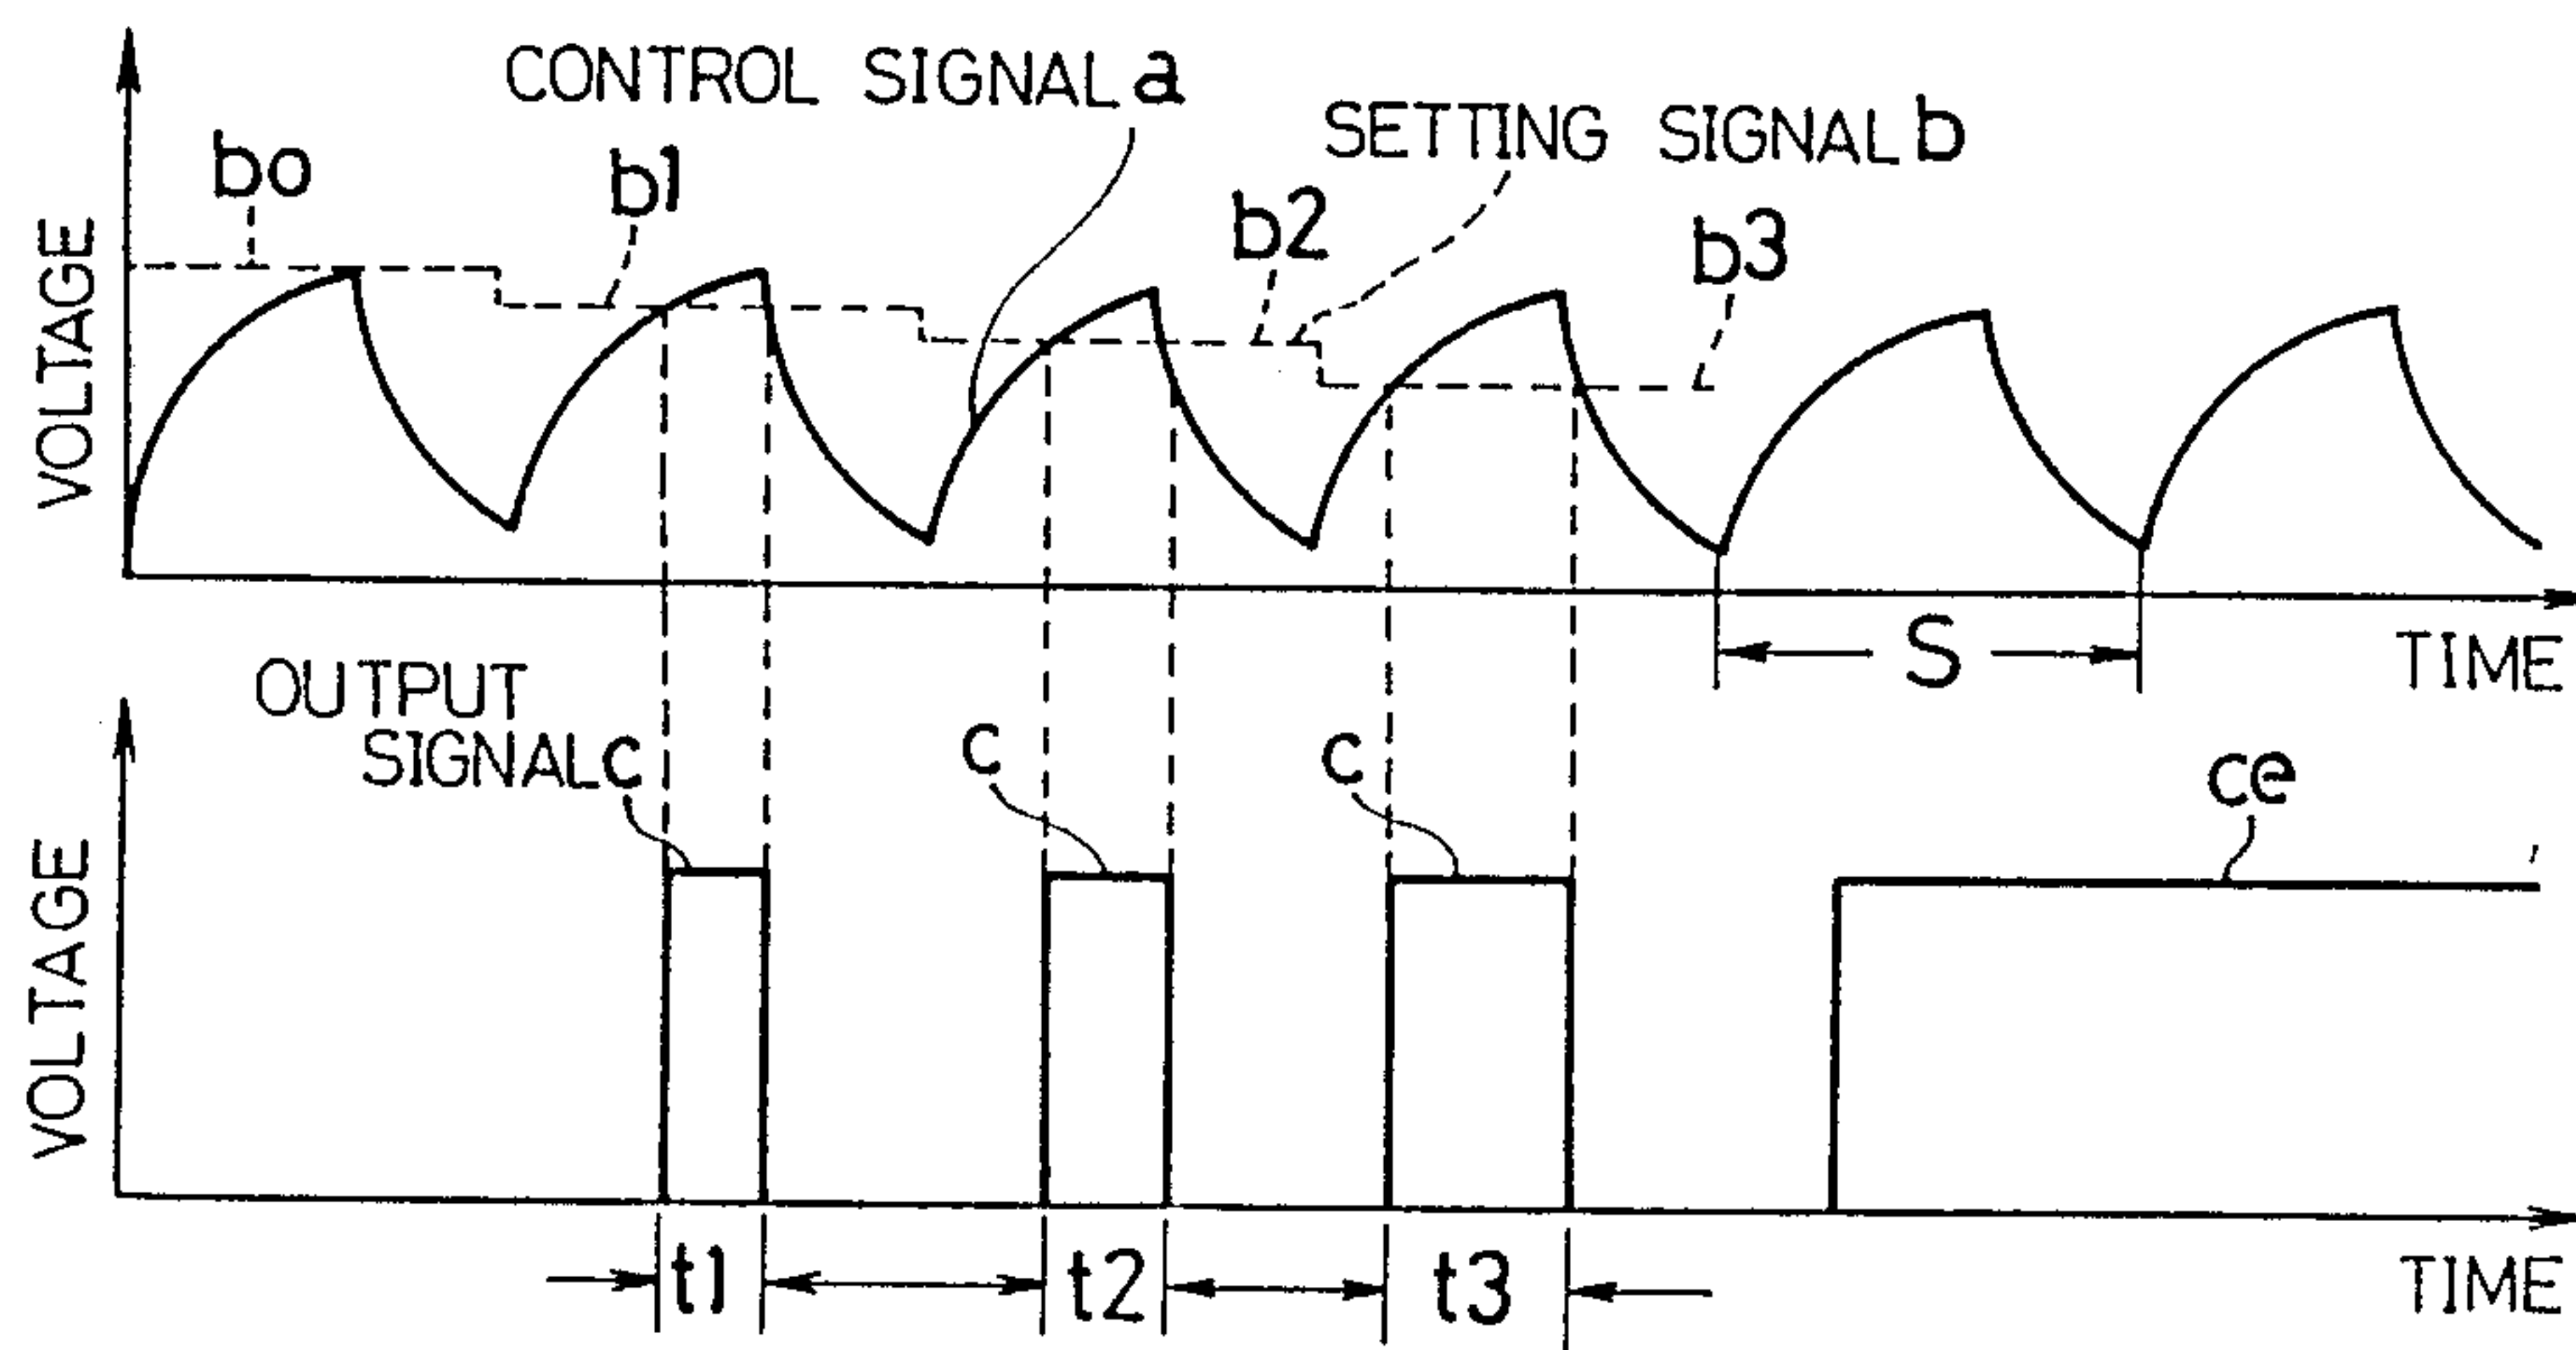 CONTROL SIGNAL a
SETTING SIGNAL b
bo
b1
b2
b3
VOLTAGE
S
TIME
OUTPUT
SIGNAL c
c
c
ce
VOLTAGE
t1
t2
t3
TIME